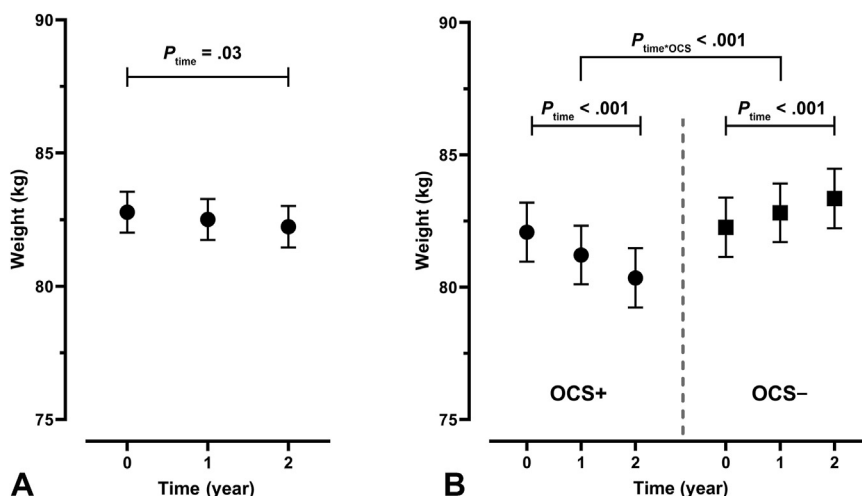 90
85
80
75
Weight (kg)
P time = .03
0 1 2
Time (year)
A
90
85
80
75
Weight (kg)
P time*OCS < .001
P time < .001
P time < .001
OCS+
OCS−
0 1 2 0 1 2
Time (year)
B